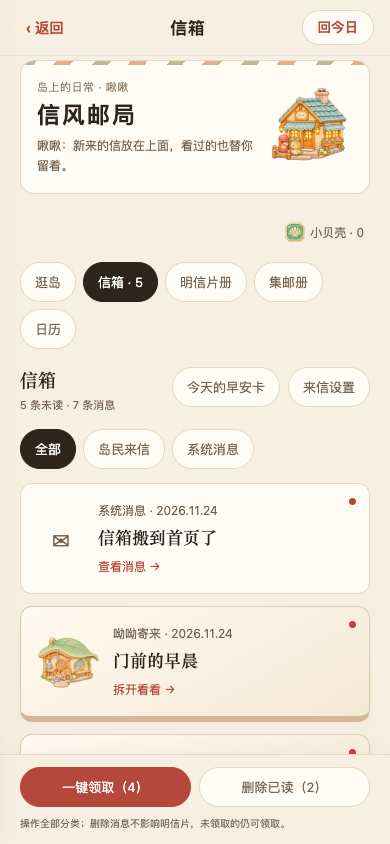 ‹ 返回
信箱
回今日
岛上的日常 · 啾啾
信风邮局
啾啾：新来的信放在上面，看过的也替你
留着。
小贝壳 · 0
逛岛
信箱 · 5
明信片册
集邮册
日历
信箱
5 条未读 · 7 条消息
今天的早安卡
来信设置
全部
岛民来信
系统消息
系统消息 · 2026.11.24
信箱搬到首页了
查看消息 →
呦呦寄来 · 2026.11.24
门前的早晨
拆开看看 →
一键领取（4）
删除已读（2）
操作全部分类；删除消息不影响明信片，未领取的仍可领取。